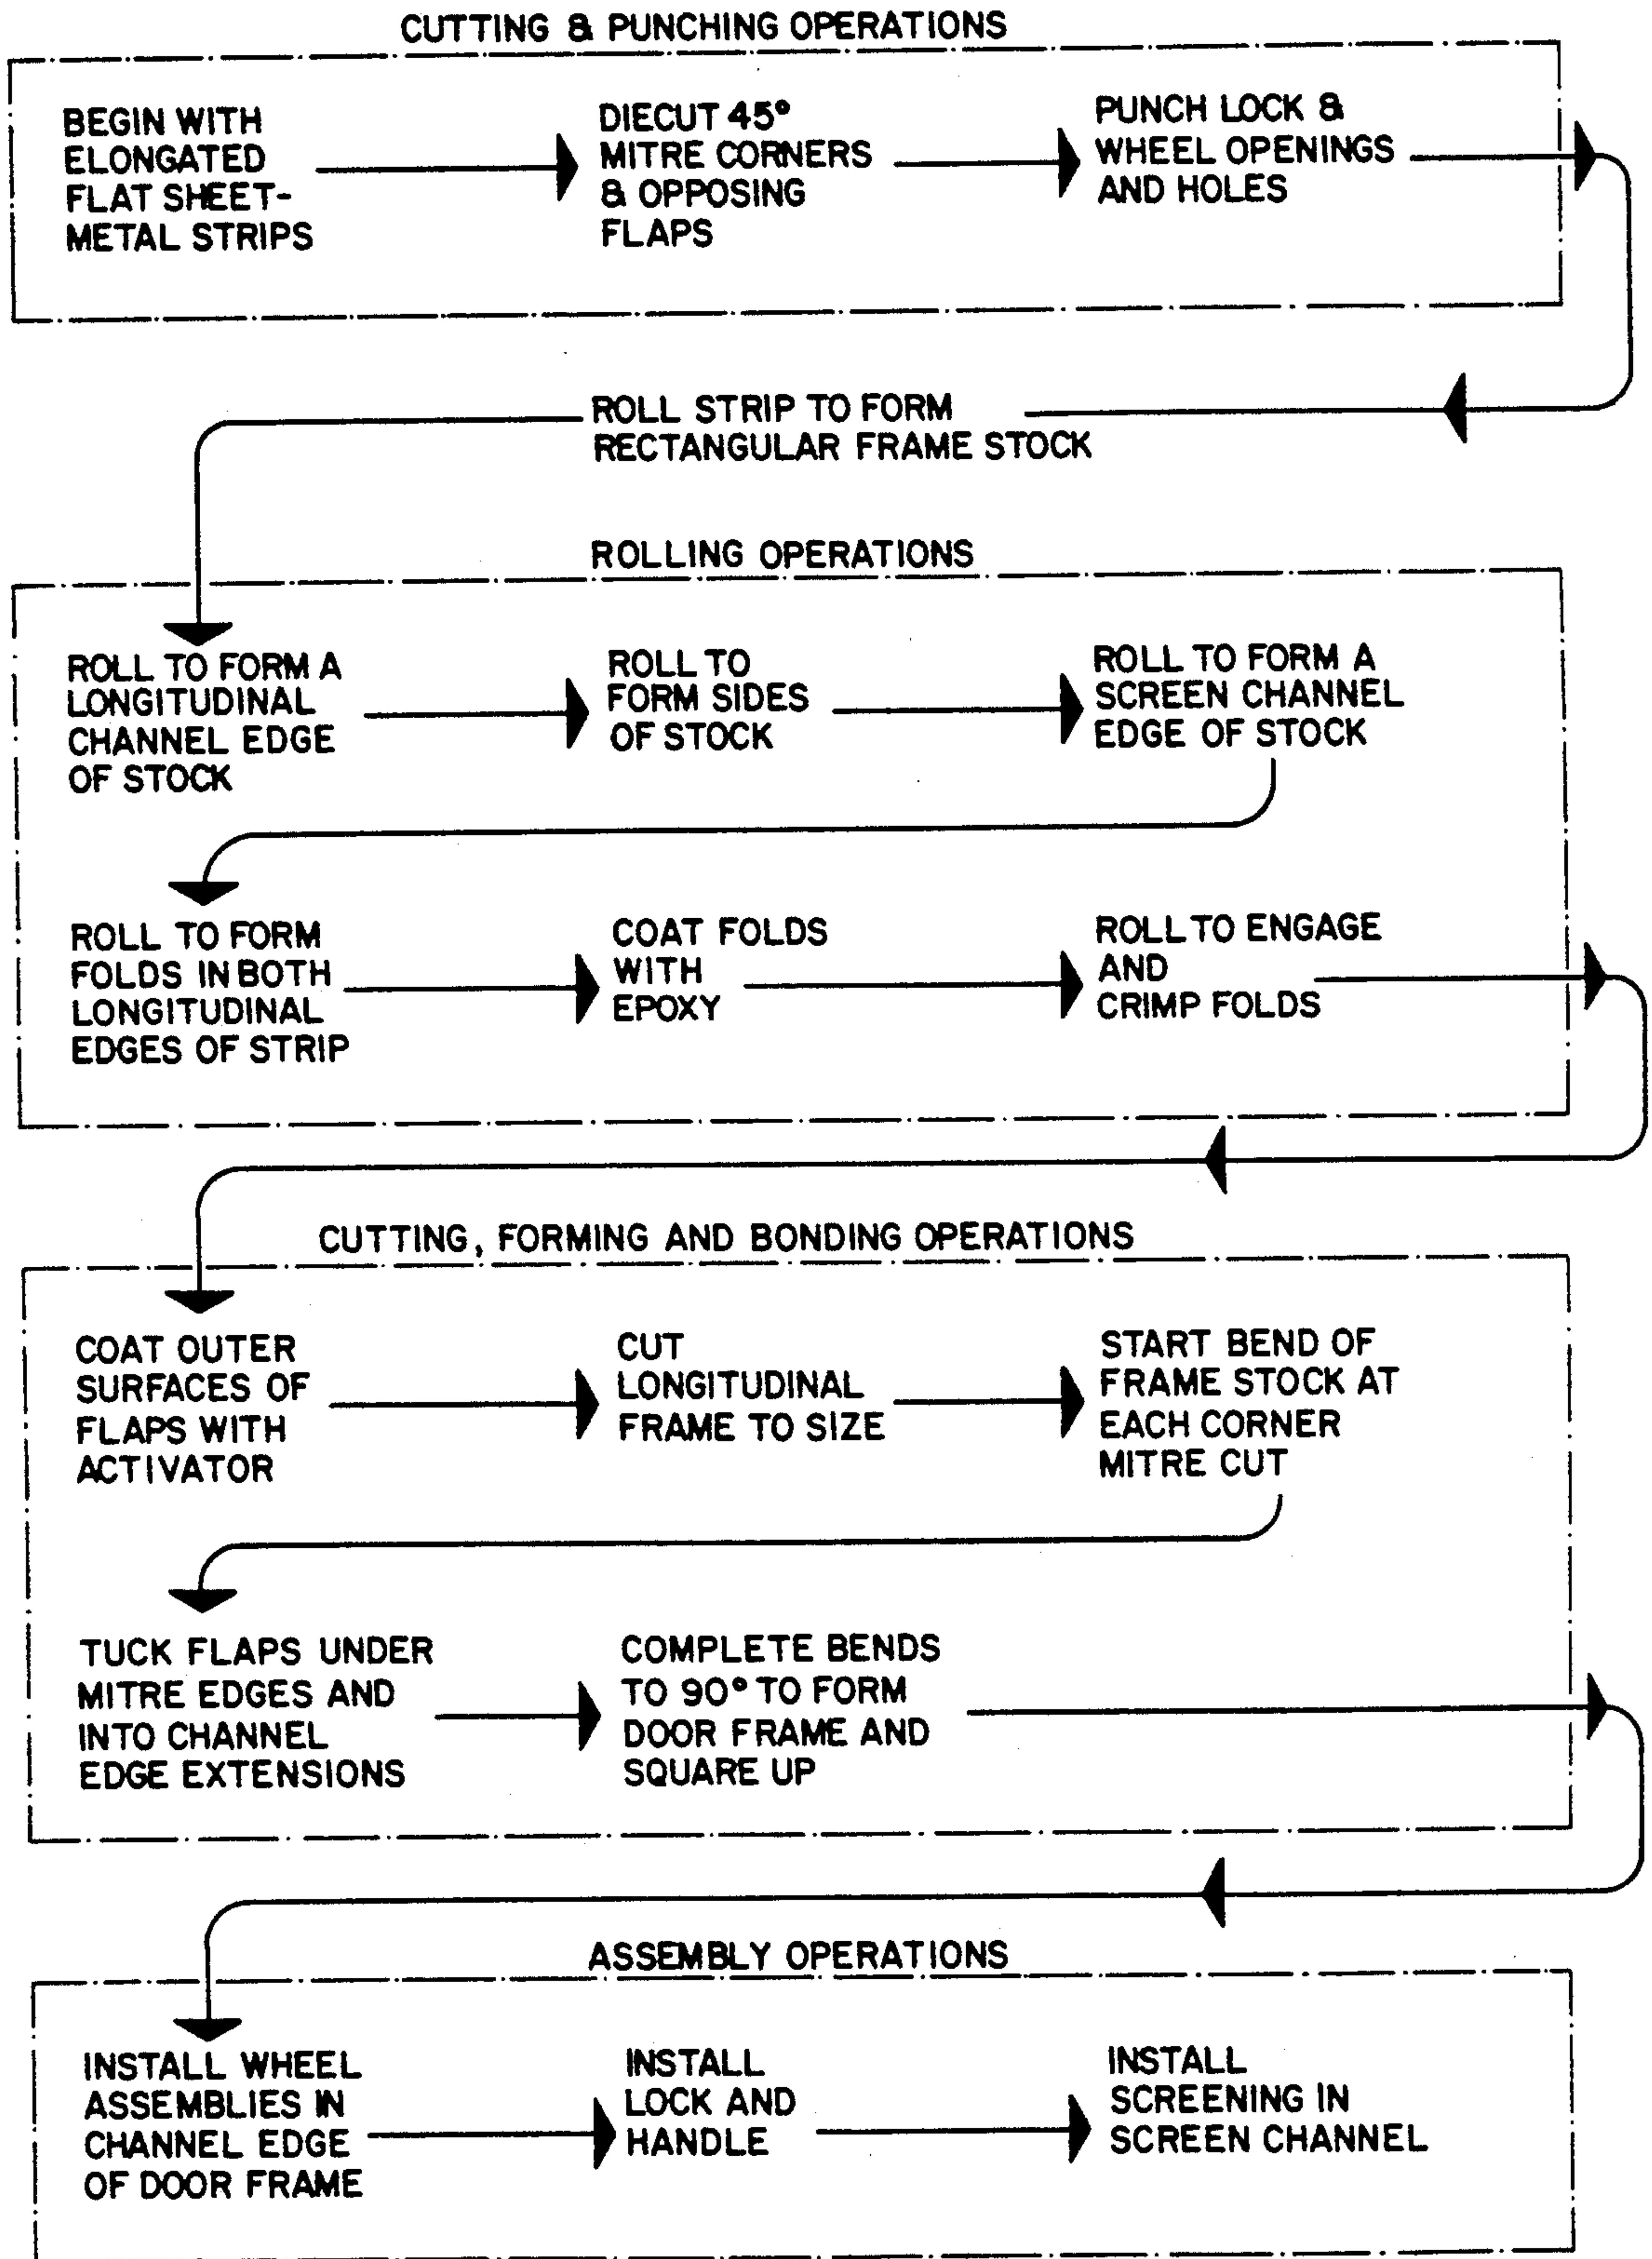 CUTTING & PUNCHING OPERATIONS
BEGIN WITH
ELONGATED
FLAT SHEET-
METAL STRIPS
DIECUT 45°
MITRE CORNERS
& OPPOSING
FLAPS
PUNCH LOCK &
WHEEL OPENINGS
AND HOLES
ROLL STRIP TO FORM
RECTANGULAR FRAME STOCK
ROLLING OPERATIONS
ROLL TO FORM A
LONGITUDINAL
CHANNEL EDGE
OF STOCK
ROLL TO
FORM SIDES
OF STOCK
ROLL TO FORM A
SCREEN CHANNEL
EDGE OF STOCK
ROLL TO FORM
FOLDS IN BOTH
LONGITUDINAL
EDGES OF STRIP
COAT FOLDS
WITH
EPOXY
ROLL TO ENGAGE
AND
CRIMP FOLDS
CUTTING, FORMING AND BONDING OPERATIONS
COAT OUTER
SURFACES OF
FLAPS WITH
ACTIVATOR
CUT
LONGITUDINAL
FRAME TO SIZE
START BEND OF
FRAME STOCK AT
EACH CORNER
MITRE CUT
TUCK FLAPS UNDER
MITRE EDGES AND
INTO CHANNEL
EDGE EXTENSIONS
COMPLETE BENDS
TO 90° TO FORM
DOOR FRAME AND
SQUARE UP
ASSEMBLY OPERATIONS
INSTALL WHEEL
ASSEMBLIES IN
CHANNEL EDGE
OF DOOR FRAME
INSTALL
LOCK AND
HANDLE
INSTALL
SCREENING IN
SCREEN CHANNEL